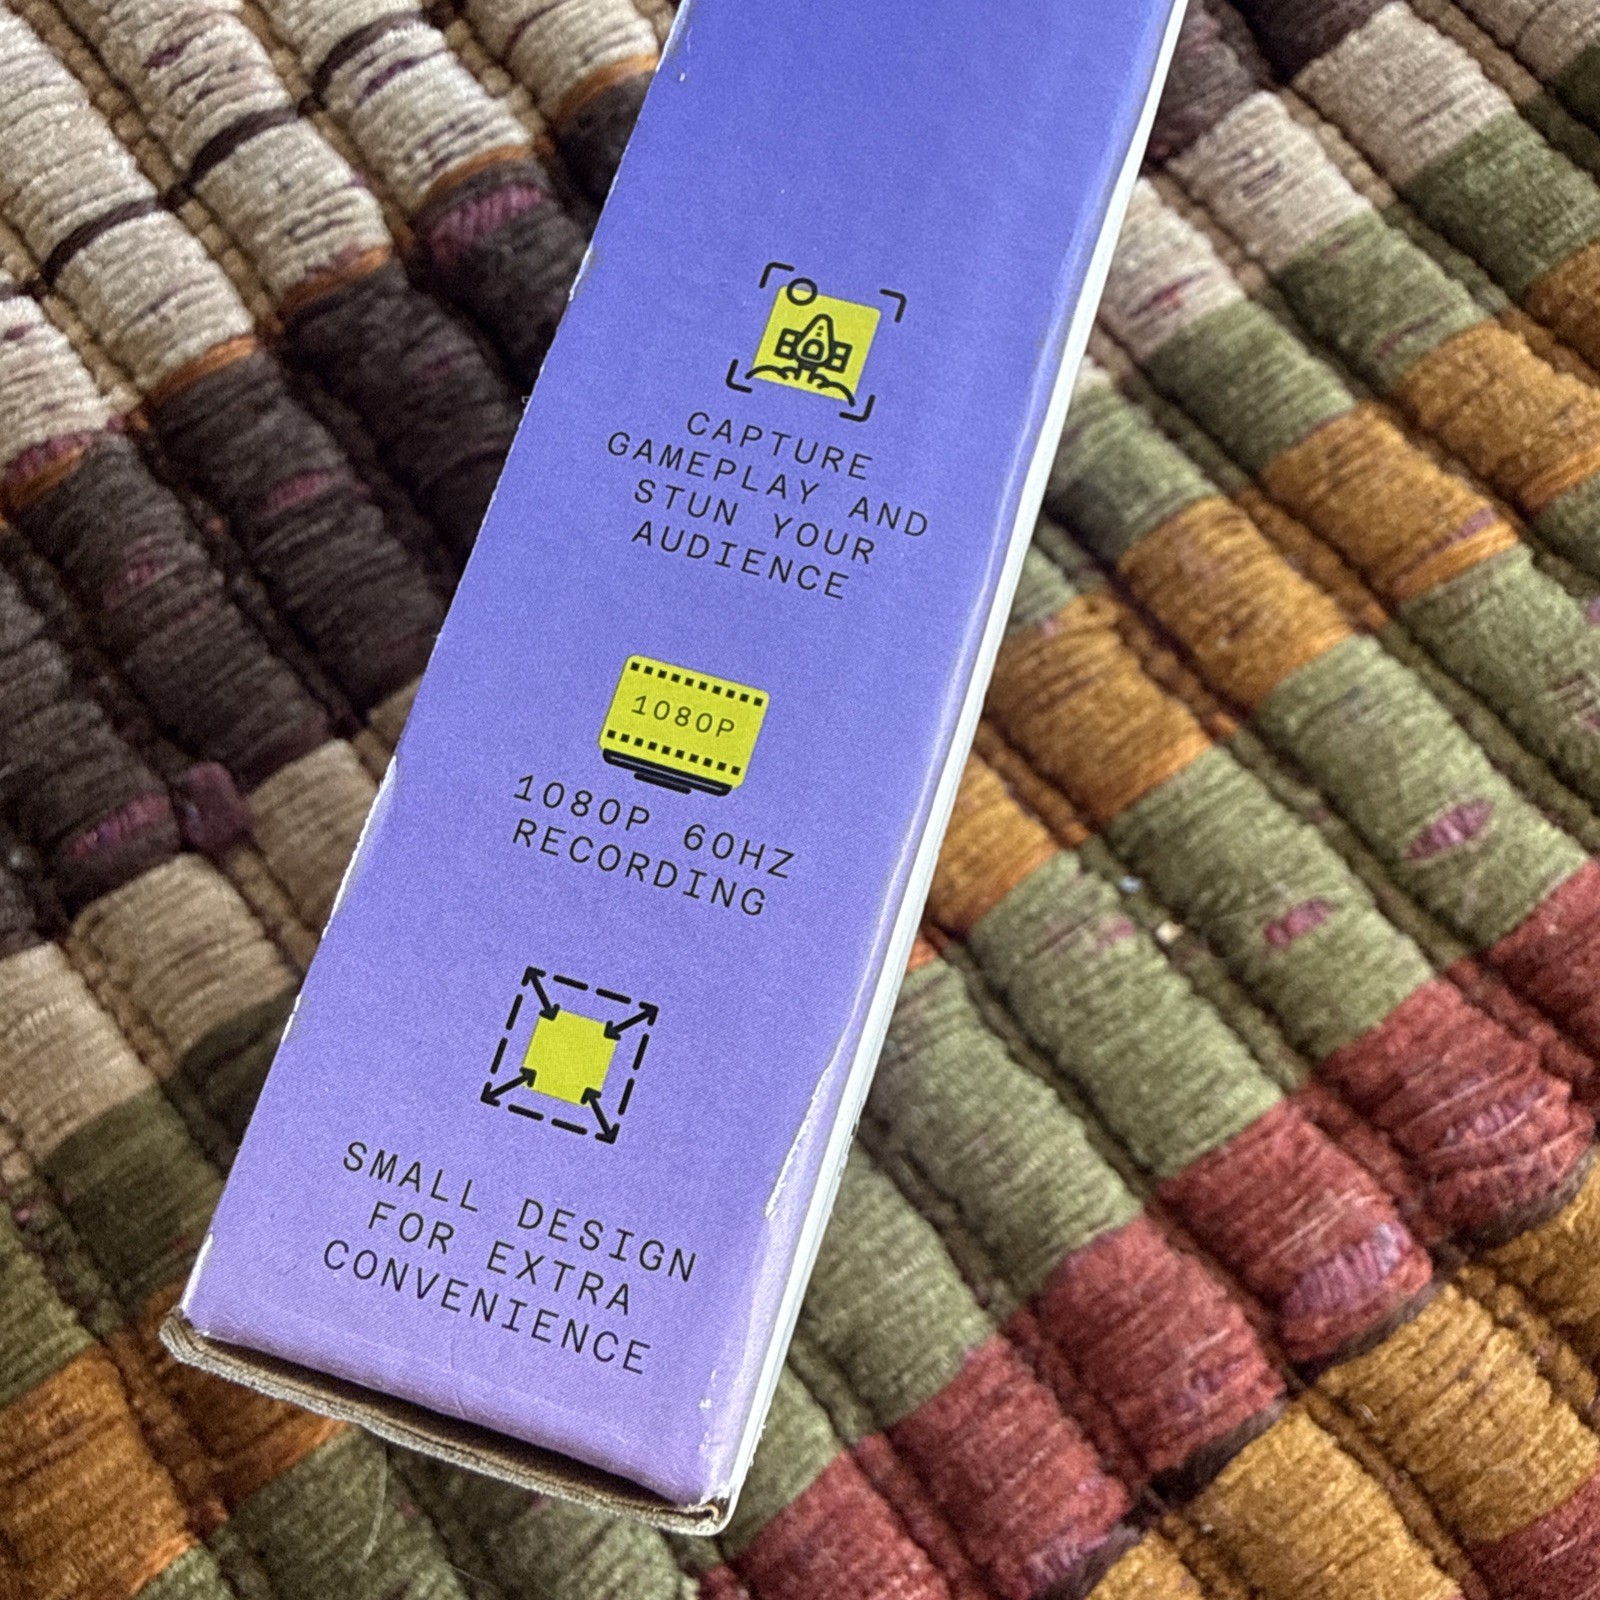 CAPTURE
GAMEPLAY AND
STUN YOUR
AUDIENCE
1080P
1080P 60HZ
RECORDING
SMALL DESIGN
FOR EXTRA
CONVENIENCE